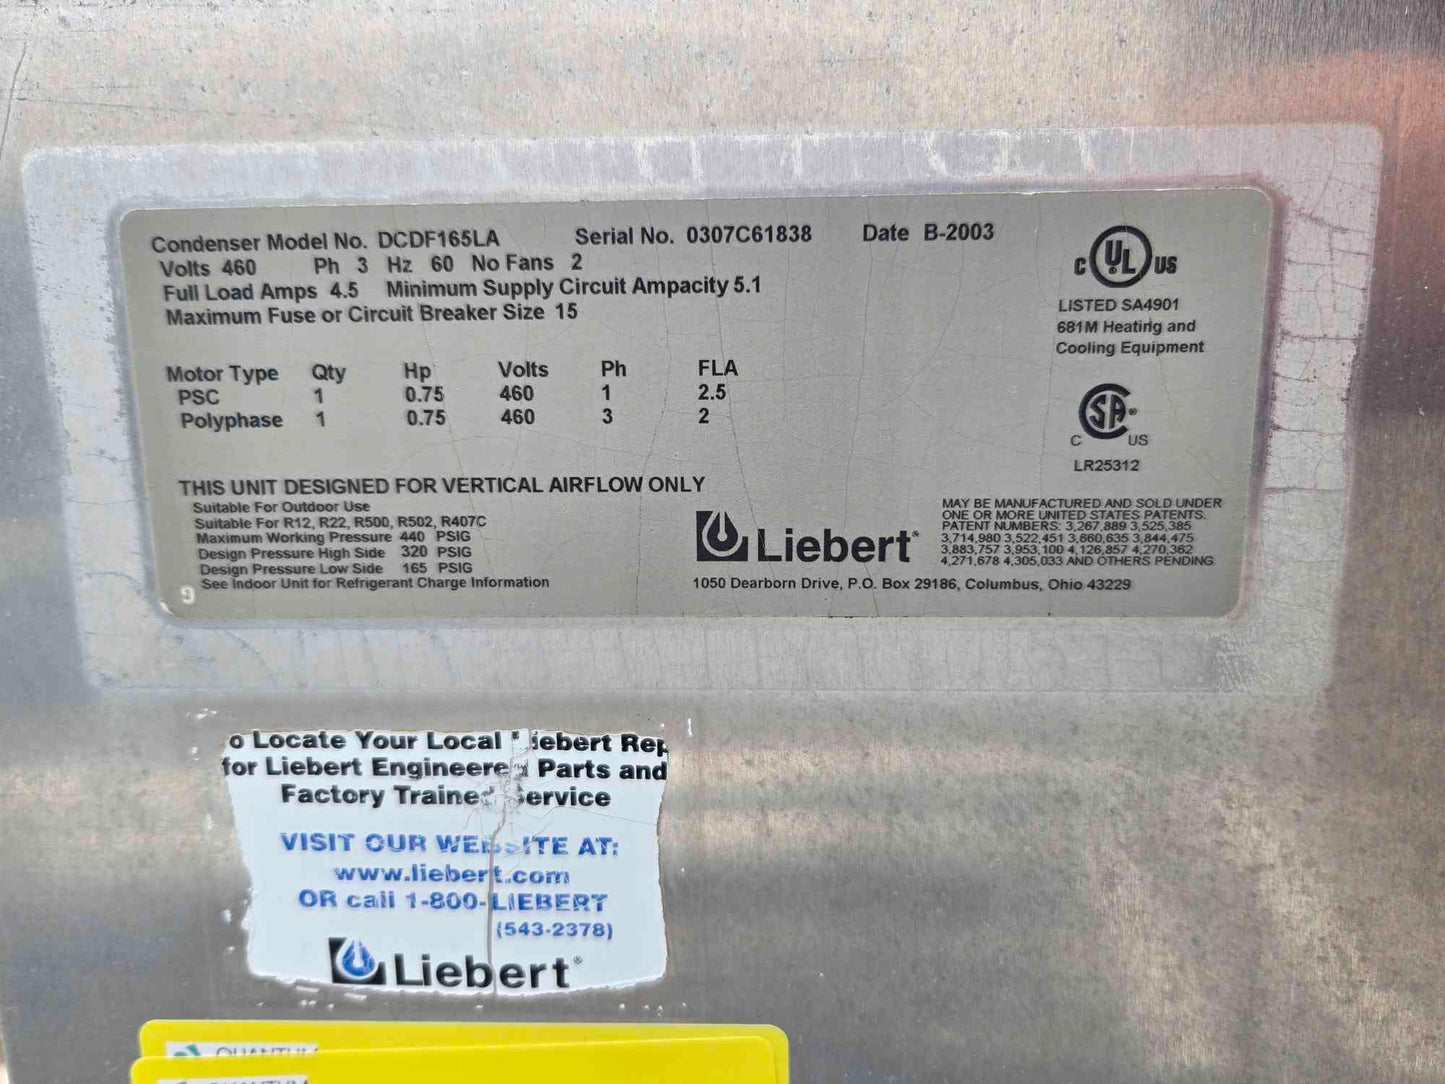 Condenser Model No. DCDF165LA Serial No. 0307C61838 Date B-2003
Volts 460 Ph 3 Hz 60 No Fans 2
Full Load Amps 4.5 Minimum Supply Circuit Ampacity 5.1
Maximum Fuse or Circuit Breaker Size 15
Motor Type Qty Hp Volts Ph FLA
PSC 1 0.75 460 1 2.5
Polyphase 1 0.75 460 3 2
C UL US
LISTED SA4901
681M Heating and
Cooling Equipment
C SA US
LR25312
THIS UNIT DESIGNED FOR VERTICAL AIRFLOW ONLY
Suitable For Outdoor Use
Suitable For R12, R22, R500, R502, R407C
Maximum Working Pressure 440 PSIG
Design Pressure High Side 320 PSIG
Design Pressure Low Side 165 PSIG
See Indoor Unit for Refrigerant Charge Information
Liebert®
1050 Dearborn Drive, P.O. Box 29186, Columbus, Ohio 43229
MAY BE MANUFACTURED AND SOLD UNDER
ONE OR MORE UNITED STATES PATENTS.
PATENT NUMBERS: 3,267,889 3,525,385
3,714,980 3,522,451 3,660,635 3,844,475
3,883,757 3,953,100 4,126,857 4,270,362
4,271,678 4,305,033 AND OTHERS PENDING
o Locate Your Local Liebert Rep
for Liebert Engineered Parts and
Factory Trained Service
VISIT OUR WEBSITE AT:
www.liebert.com
OR call 1-800-LIEBERT
(543-2378)
Liebert®
QUANTUM
QUANTUM